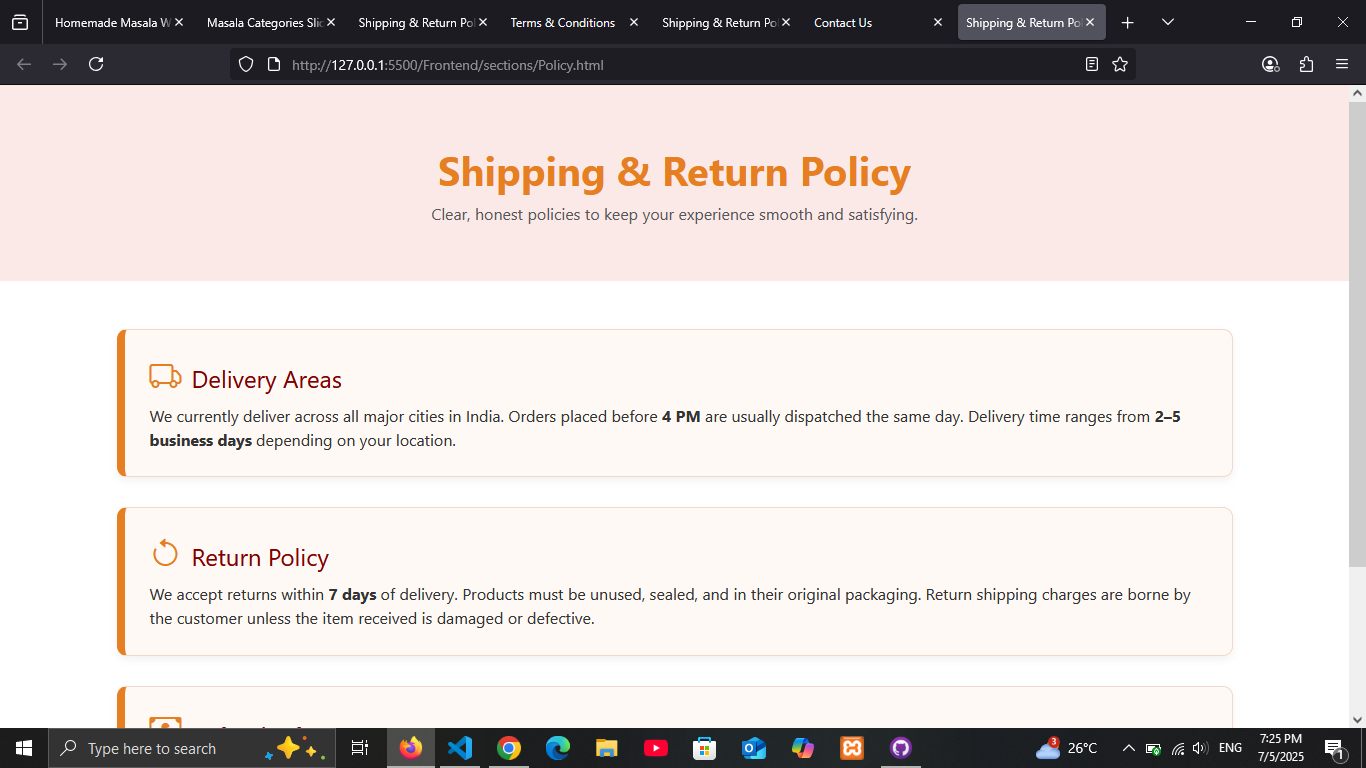 Homemade Masala W
Masala Categories Slic
Shipping & Return Pol
Terms & Conditions
Shipping & Return Pol
Contact Us
Shipping & Return Pol
http://127.0.0.1:5500/Frontend/sections/Policy.html
Shipping & Return Policy
Clear, honest policies to keep your experience smooth and satisfying.
Delivery Areas
We currently deliver across all major cities in India. Orders placed before 4 PM are usually dispatched the same day. Delivery time ranges from 2–5
business days depending on your location.
Return Policy
We accept returns within 7 days of delivery. Products must be unused, sealed, and in their original packaging. Return shipping charges are borne by
the customer unless the item received is damaged or defective.
Type here to search
3
26°C
ENG
7:25 PM
7/5/2025
1